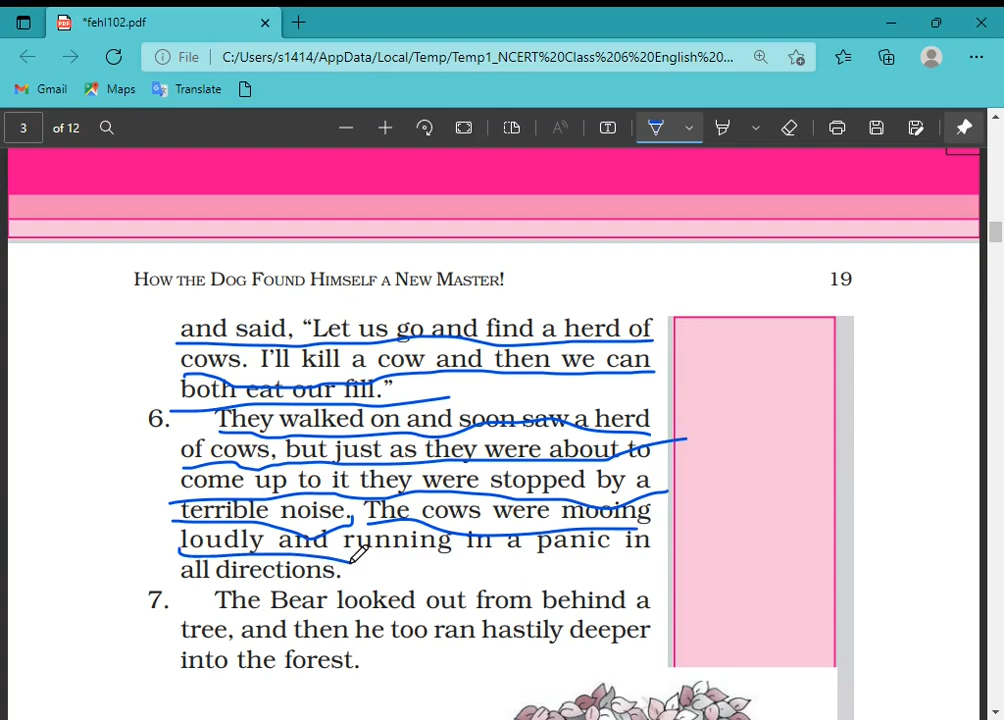 *fehl102.pdf
File C:/Users/s1414/AppData/Local/Temp/Temp1_NCERT%20Class%206%20English%20...
Gmail Maps Translate
3 of 12
HOW THE DOG FOUND HIMSELF A NEW MASTER! 19
and said, “Let us go and find a herd of
cows. I’ll kill a cow and then we can
both eat our fill.”
6. They walked on and soon saw a herd
of cows, but just as they were about to
come up to it they were stopped by a
terrible noise. The cows were mooing
loudly and running in a panic in
all directions.
7. The Bear looked out from behind a
tree, and then he too ran hastily deeper
into the forest.